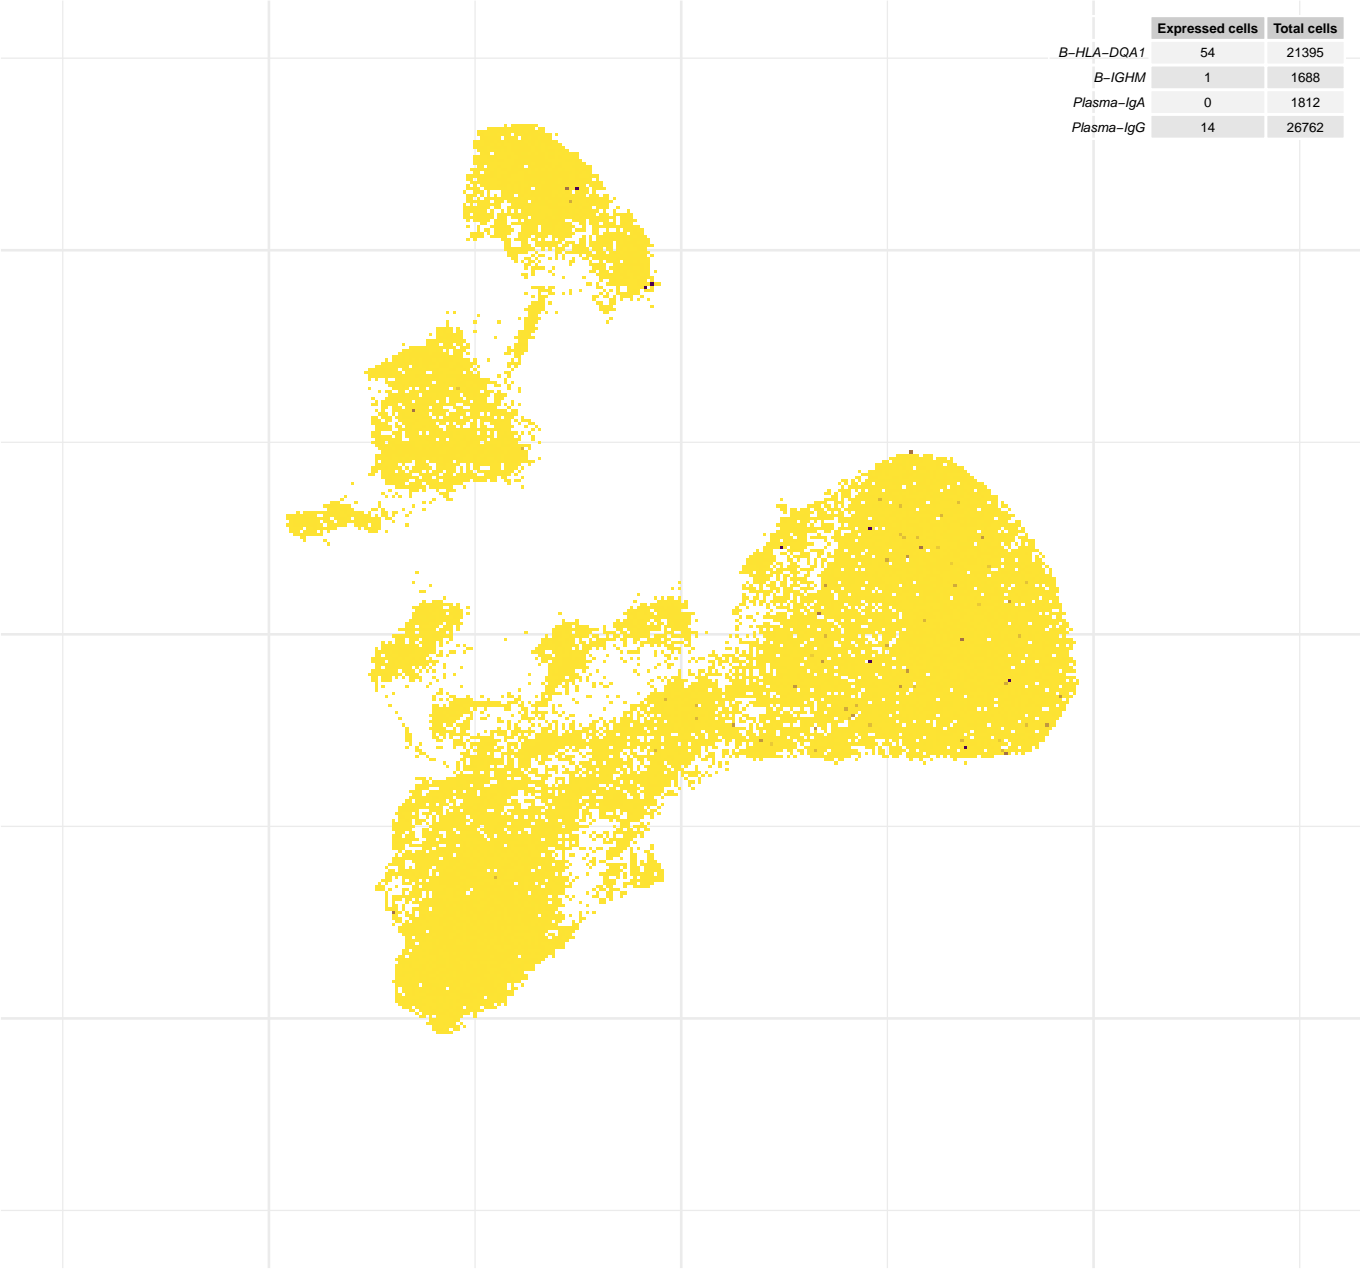 Expressed cells Total cells
B−HLA−DQA1 54 21395
B−IGHM 1 1688
Plasma−IgA 0 1812
Plasma−IgG 14 26762